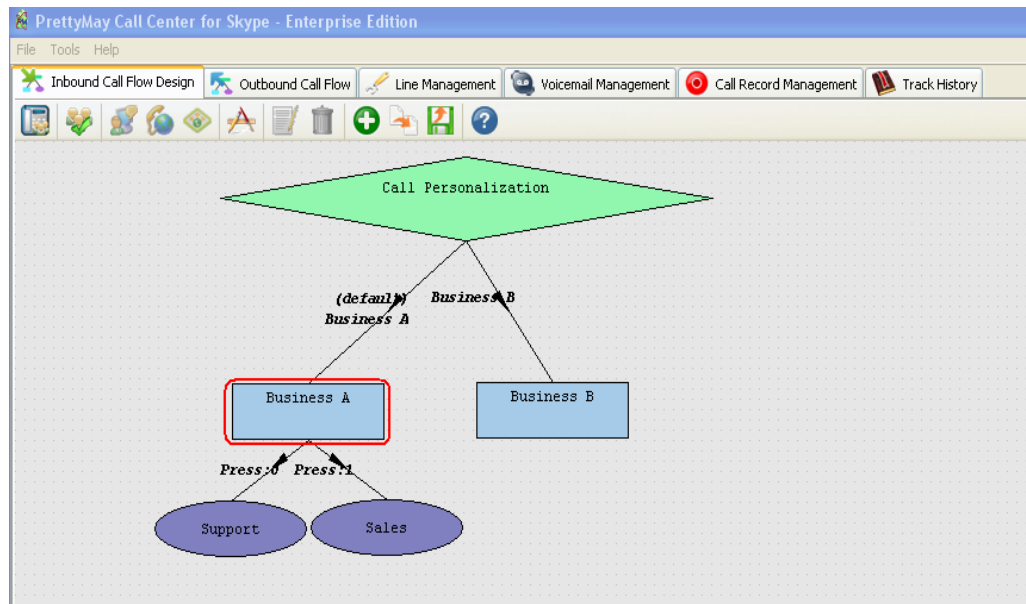 PrettyMay Call Center for Skype - Enterprise Edition
File Tools Help
Inbound Call Flow Design Outbound Call Flow Line Management Voicemail Management Call Record Management Track History
Call Personalization
(default) Business B
Business A
Business A Business B
Press:0 Press:1
Support Sales